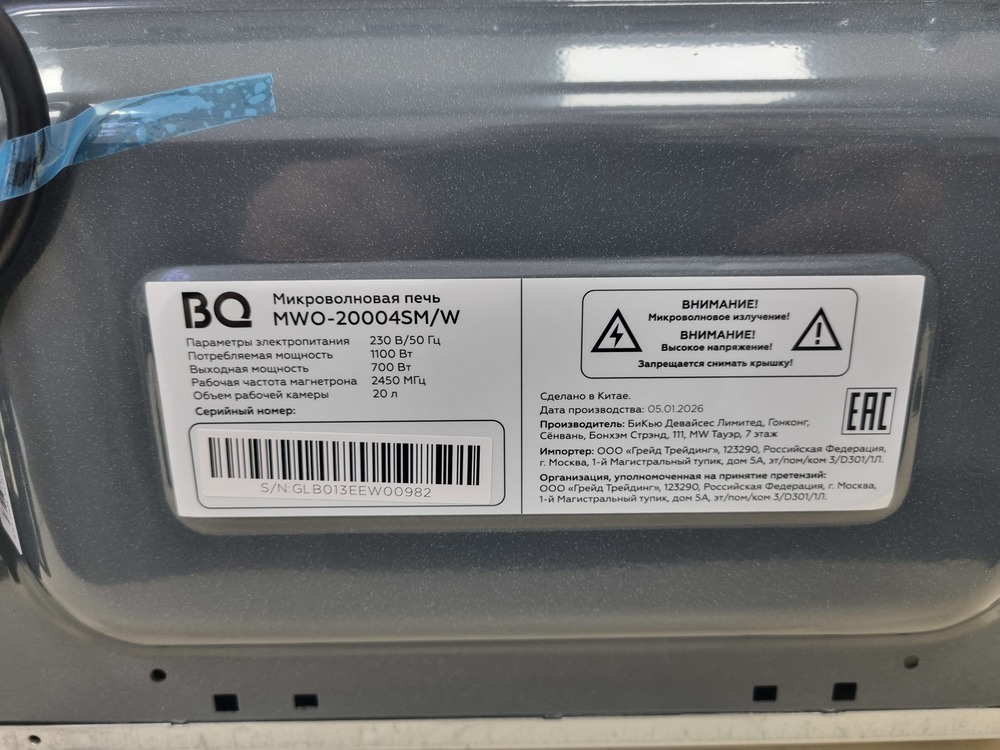 BQ
Микроволновая печь
MWO-20004SM/W
Параметры электропитания 230 В/50 Гц
Потребляемая мощность 1100 Вт
Выходная мощность 700 Вт
Рабочая частота магнетрона 2450 МГц
Объем рабочей камеры 20 л
Серийный номер:
S/N:GLB013EEW00982
ВНИМАНИЕ!
Микроволновое излучение!
ВНИМАНИЕ!
Высокое напряжение!
Запрещается снимать крышку!
Сделано в Китае.
Дата производства: 05.01.2026
Производитель: БиКью Девайсес Лимитед, Гонконг,
Сёнвань, Бонхэм Стрэнд, 111, MW Тауэр, 7 этаж
EAC
Импортер: ООО «Грейд Трейдинг», 123290, Российская Федерация,
г. Москва, 1-й Магистральный тупик, дом 5А, эт/пом/ком 3/D301/1Л.
Организация, уполномоченная на принятие претензий:
ООО «Грейд Трейдинг», 123290, Российская Федерация, г. Москва,
1-й Магистральный тупик, дом 5А, эт/пом/ком 3/D301/1Л.